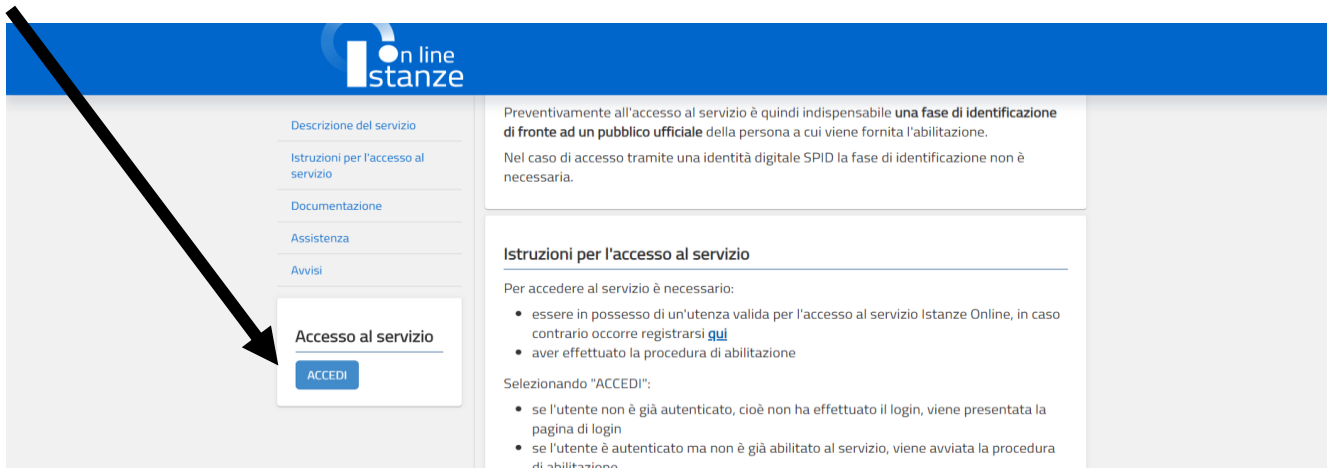 On line
Istanze
Descrizione del servizio
Istruzioni per l'accesso al
servizio
Documentazione
Assistenza
Avvisi
Accesso al servizio
ACCEDI
Preventivamente all'accesso al servizio è quindi indispensabile una fase di identificazione
di fronte ad un pubblico ufficiale della persona a cui viene fornita l'abilitazione.
Nel caso di accesso tramite una identità digitale SPID la fase di identificazione non è
necessaria.
Istruzioni per l'accesso al servizio
Per accedere al servizio è necessario:
• essere in possesso di un'utenza valida per l'accesso al servizio Istanze Online, in caso
contrario occorre registrarsi qui
• aver effettuato la procedura di abilitazione
Selezionando "ACCEDI":
• se l'utente non è già autenticato, cioè non ha effettuato il login, viene presentata la
pagina di login
• se l'utente è autenticato ma non è già abilitato al servizio, viene avviata la procedura
di abilitazione